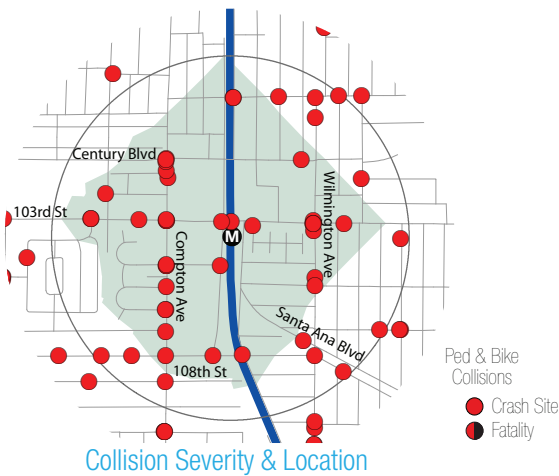 Century Blvd
103rd St
Wilmington Ave
M
Compton Ave
Santa Ana Blvd
108th St
Ped & Bike
Collisions
Crash Site
Fatality
Collision Severity & Location